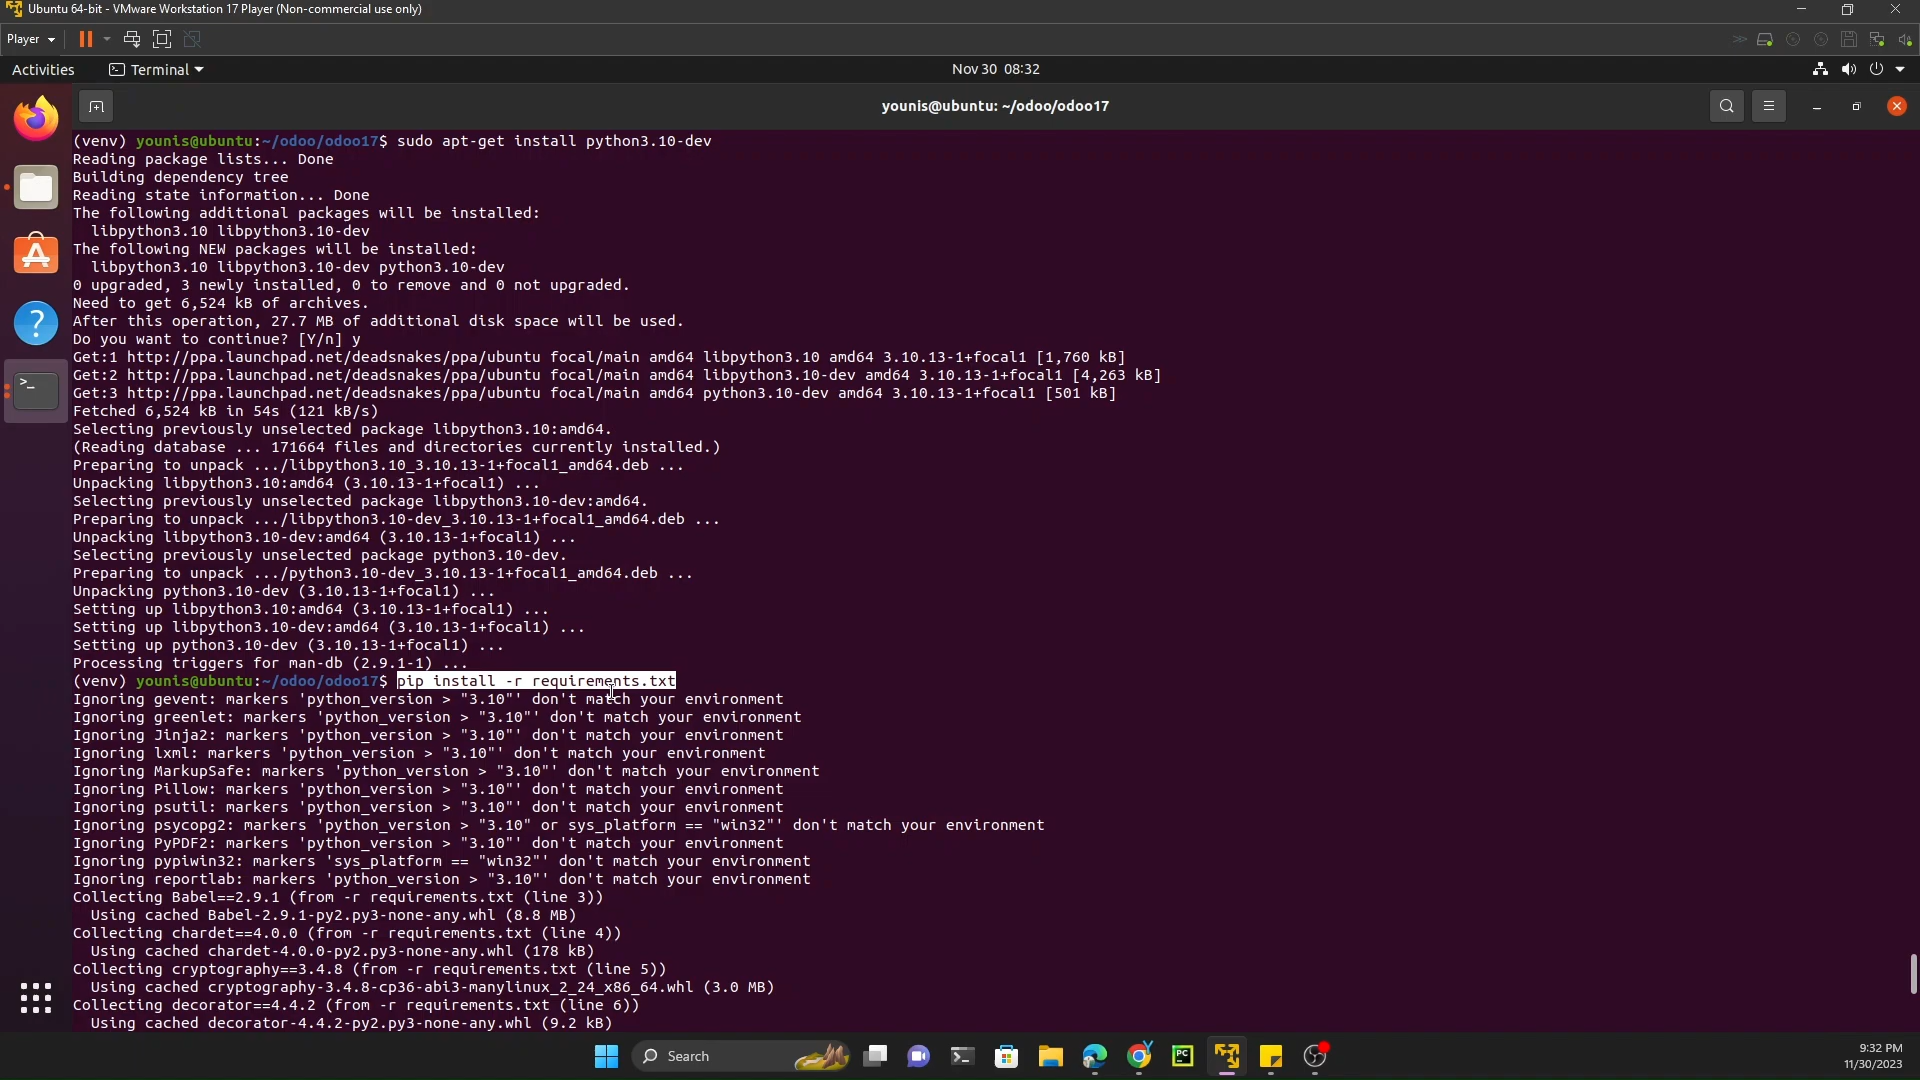 Ubuntu 64-bit - VMware Workstation 17 Player (Non-commercial use only)
Player
Activities
Terminal
Nov 30 08:32
younis@ubuntu: ~/odoo/odoo17
(venv) younis@ubuntu:~/odoo/odoo17$ sudo apt-get install python3.10-dev
Reading package lists... Done
Building dependency tree
Reading state information... Done
The following additional packages will be installed:
libpython3.10 libpython3.10-dev
The following NEW packages will be installed:
libpython3.10 libpython3.10-dev python3.10-dev
0 upgraded, 3 newly installed, 0 to remove and 0 not upgraded.
Need to get 6,524 kB of archives.
After this operation, 27.7 MB of additional disk space will be used.
Do you want to continue? [Y/n] y
Get:1 http://ppa.launchpad.net/deadsnakes/ppa/ubuntu focal/main amd64 libpython3.10 amd64 3.10.13-1+focal1 [1,760 kB]
Get:2 http://ppa.launchpad.net/deadsnakes/ppa/ubuntu focal/main amd64 libpython3.10-dev amd64 3.10.13-1+focal1 [4,263 kB]
Get:3 http://ppa.launchpad.net/deadsnakes/ppa/ubuntu focal/main amd64 python3.10-dev amd64 3.10.13-1+focal1 [501 kB]
Fetched 6,524 kB in 54s (121 kB/s)
Selecting previously unselected package libpython3.10:amd64.
(Reading database ... 171664 files and directories currently installed.)
Preparing to unpack .../libpython3.10_3.10.13-1+focal1_amd64.deb ...
Unpacking libpython3.10:amd64 (3.10.13-1+focal1) ...
Selecting previously unselected package libpython3.10-dev:amd64.
Preparing to unpack .../libpython3.10-dev_3.10.13-1+focal1_amd64.deb ...
Unpacking libpython3.10-dev:amd64 (3.10.13-1+focal1) ...
Selecting previously unselected package python3.10-dev.
Preparing to unpack .../python3.10-dev_3.10.13-1+focal1_amd64.deb ...
Unpacking python3.10-dev (3.10.13-1+focal1) ...
Setting up libpython3.10:amd64 (3.10.13-1+focal1) ...
Setting up libpython3.10-dev:amd64 (3.10.13-1+focal1) ...
Setting up python3.10-dev (3.10.13-1+focal1) ...
Processing triggers for man-db (2.9.1-1) ...
(venv) younis@ubuntu:~/odoo/odoo17$ pip install -r requirements.txt
Ignoring gevent: markers 'python_version > "3.10"' don't match your environment
Ignoring greenlet: markers 'python_version > "3.10"' don't match your environment
Ignoring Jinja2: markers 'python_version > "3.10"' don't match your environment
Ignoring lxml: markers 'python_version > "3.10"' don't match your environment
Ignoring MarkupSafe: markers 'python_version > "3.10"' don't match your environment
Ignoring Pillow: markers 'python_version > "3.10"' don't match your environment
Ignoring psutil: markers 'python_version > "3.10"' don't match your environment
Ignoring psycopg2: markers 'python_version > "3.10" or sys_platform == "win32"' don't match your environment
Ignoring PyPDF2: markers 'python_version > "3.10"' don't match your environment
Ignoring pypiwin32: markers 'sys_platform == "win32"' don't match your environment
Ignoring reportlab: markers 'python_version > "3.10"' don't match your environment
Collecting Babel==2.9.1 (from -r requirements.txt (line 3))
Using cached Babel-2.9.1-py2.py3-none-any.whl (8.8 MB)
Collecting chardet==4.0.0 (from -r requirements.txt (line 4))
Using cached chardet-4.0.0-py2.py3-none-any.whl (178 kB)
Collecting cryptography==3.4.8 (from -r requirements.txt (line 5))
Using cached cryptography-3.4.8-cp36-abi3-manylinux_2_24_x86_64.whl (3.0 MB)
Collecting decorator==4.4.2 (from -r requirements.txt (line 6))
Using cached decorator-4.4.2-py2.py3-none-any.whl (9.2 kB)
Search
PC
9:32 PM
11/30/2023